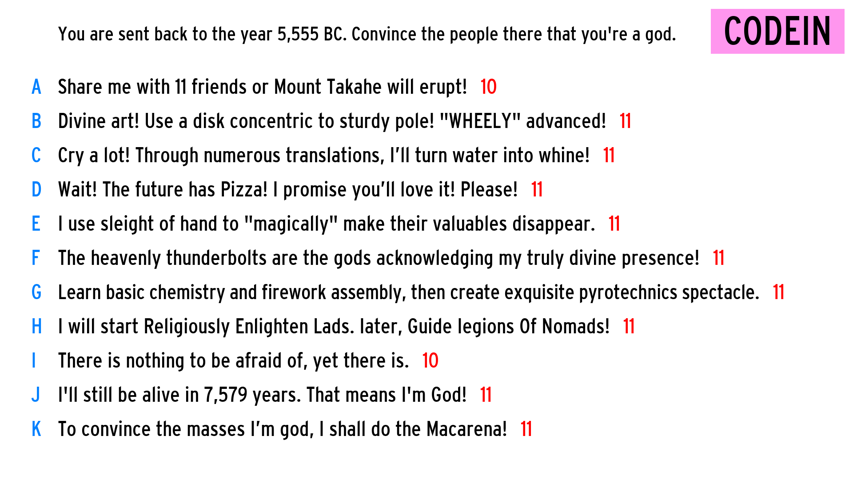 You are sent back to the year 5,555 BC. Convince the people there that you're a god.
CODEIN
A Share me with 11 friends or Mount Takahe will erupt! 10
B Divine art! Use a disk concentric to sturdy pole! "WHEELY" advanced! 11
C Cry a lot! Through numerous translations, I'll turn water into whine! 11
D Wait! The future has Pizza! I promise you'll love it! Please! 11
E I use sleight of hand to "magically" make their valuables disappear. 11
F The heavenly thunderbolts are the gods acknowledging my truly divine presence! 11
G Learn basic chemistry and firework assembly, then create exquisite pyrotechnics spectacle. 11
H I will start Religiously Enlighten Lads. later, Guide legions Of Nomads! 11
I There is nothing to be afraid of, yet there is. 10
J I'll still be alive in 7,579 years. That means I'm God! 11
K To convince the masses I'm god, I shall do the Macarena! 11